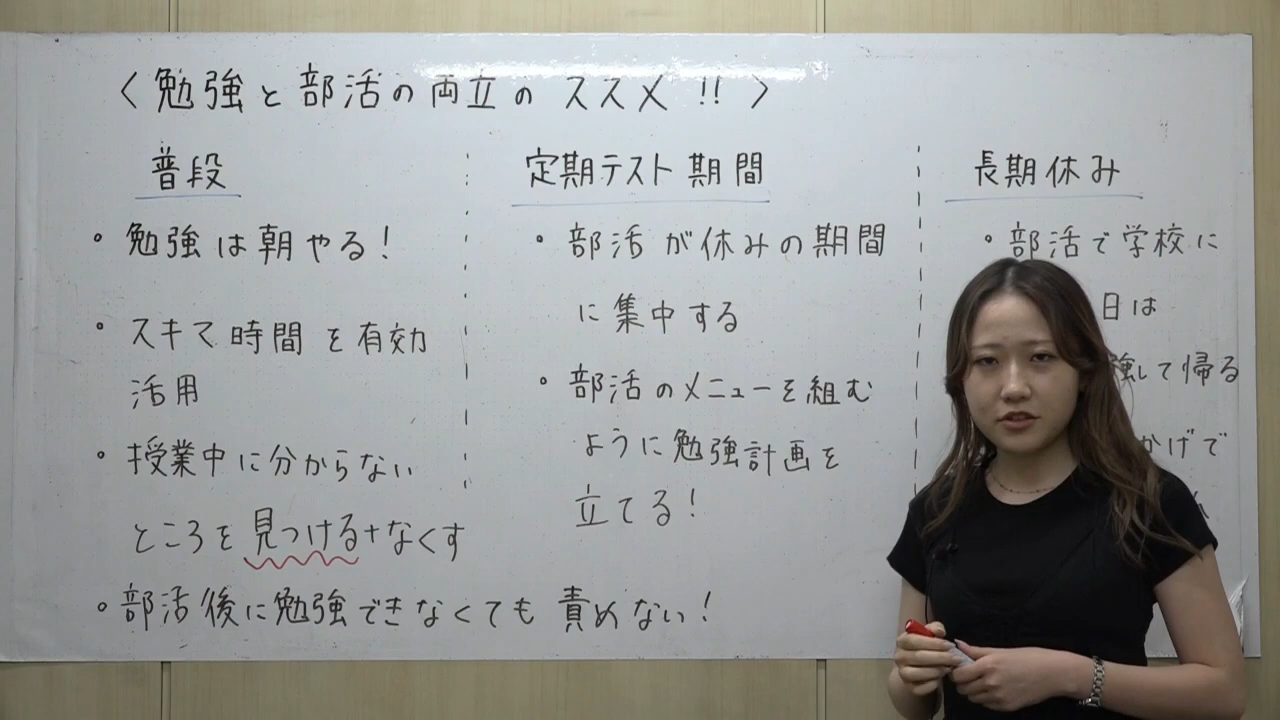 〈勉強と部活の両立のススメ!!〉
普段
・勉強は朝やる!
・スキマ時間を有効
活用
・授業中に分からない
ところを見つける+なくす
・部活後に勉強できなくても責めない!
定期テスト期間
・部活が休みの期間
に集中する
・部活のメニューを組む
ように勉強計画を
立てる!
長期休み
・部活で学校に
日は
強して帰る
かげで